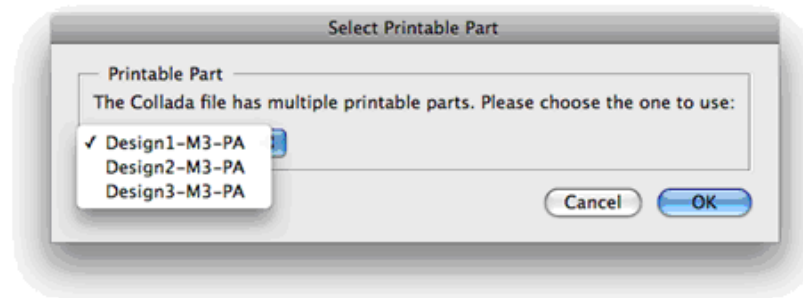 Select Printable Part
Printable Part
The Collada file has multiple printable parts. Please choose the one to use:
✓ Design1-M3-PA
Design2-M3-PA
Design3-M3-PA
Cancel OK